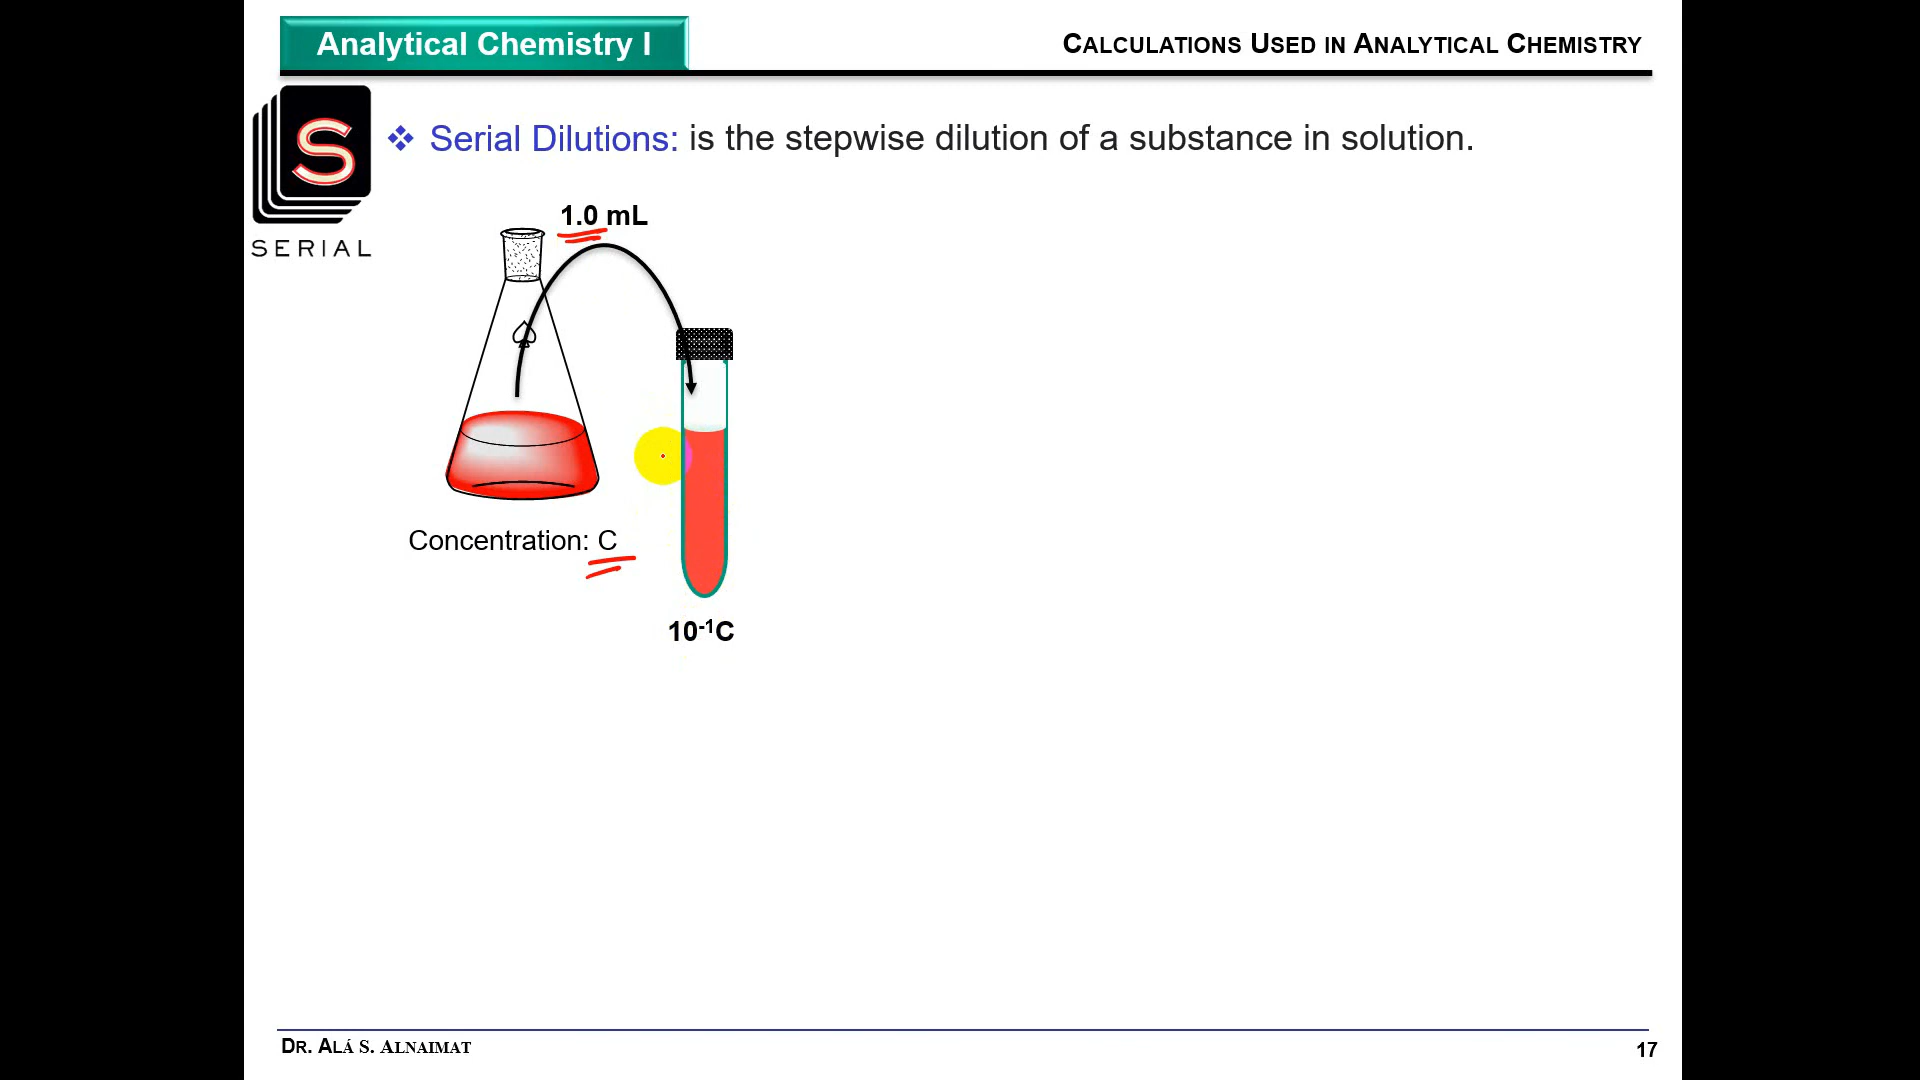 Analytical Chemistry I
CALCULATIONS USED IN ANALYTICAL CHEMISTRY
S
SERIAL
❖ Serial Dilutions: is the stepwise dilution of a substance in solution.
1.0 mL
Concentration: C
10⁻¹C
DR. ALÁ S. ALNAIMAT
17